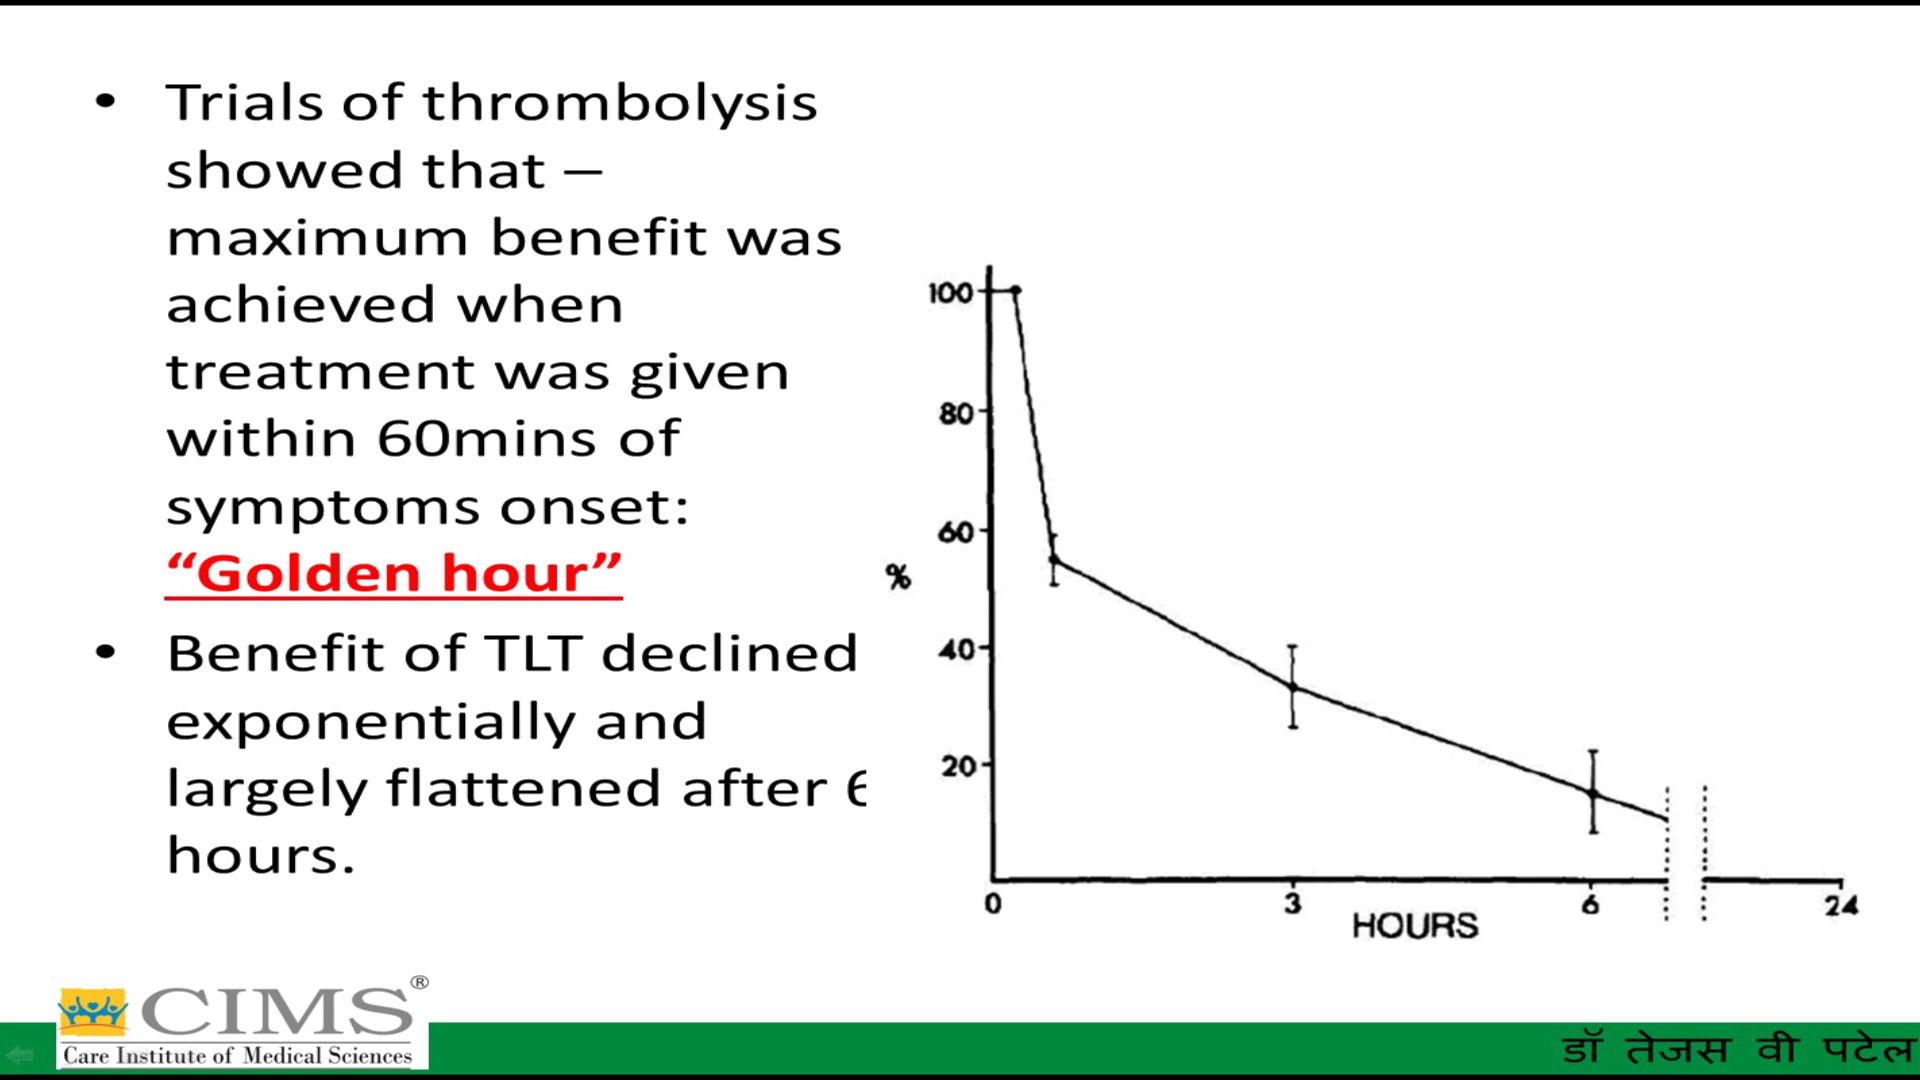 • Trials of thrombolysis
showed that –
maximum benefit was
achieved when
treatment was given
within 60mins of
symptoms onset:
“Golden hour”
• Benefit of TLT declined
exponentially and
largely flattened after 6
hours.
100
80
60
%
40
20
0 3 6 24
HOURS
CIMS®
Care Institute of Medical Sciences
डॉ तेजस वी पटेल